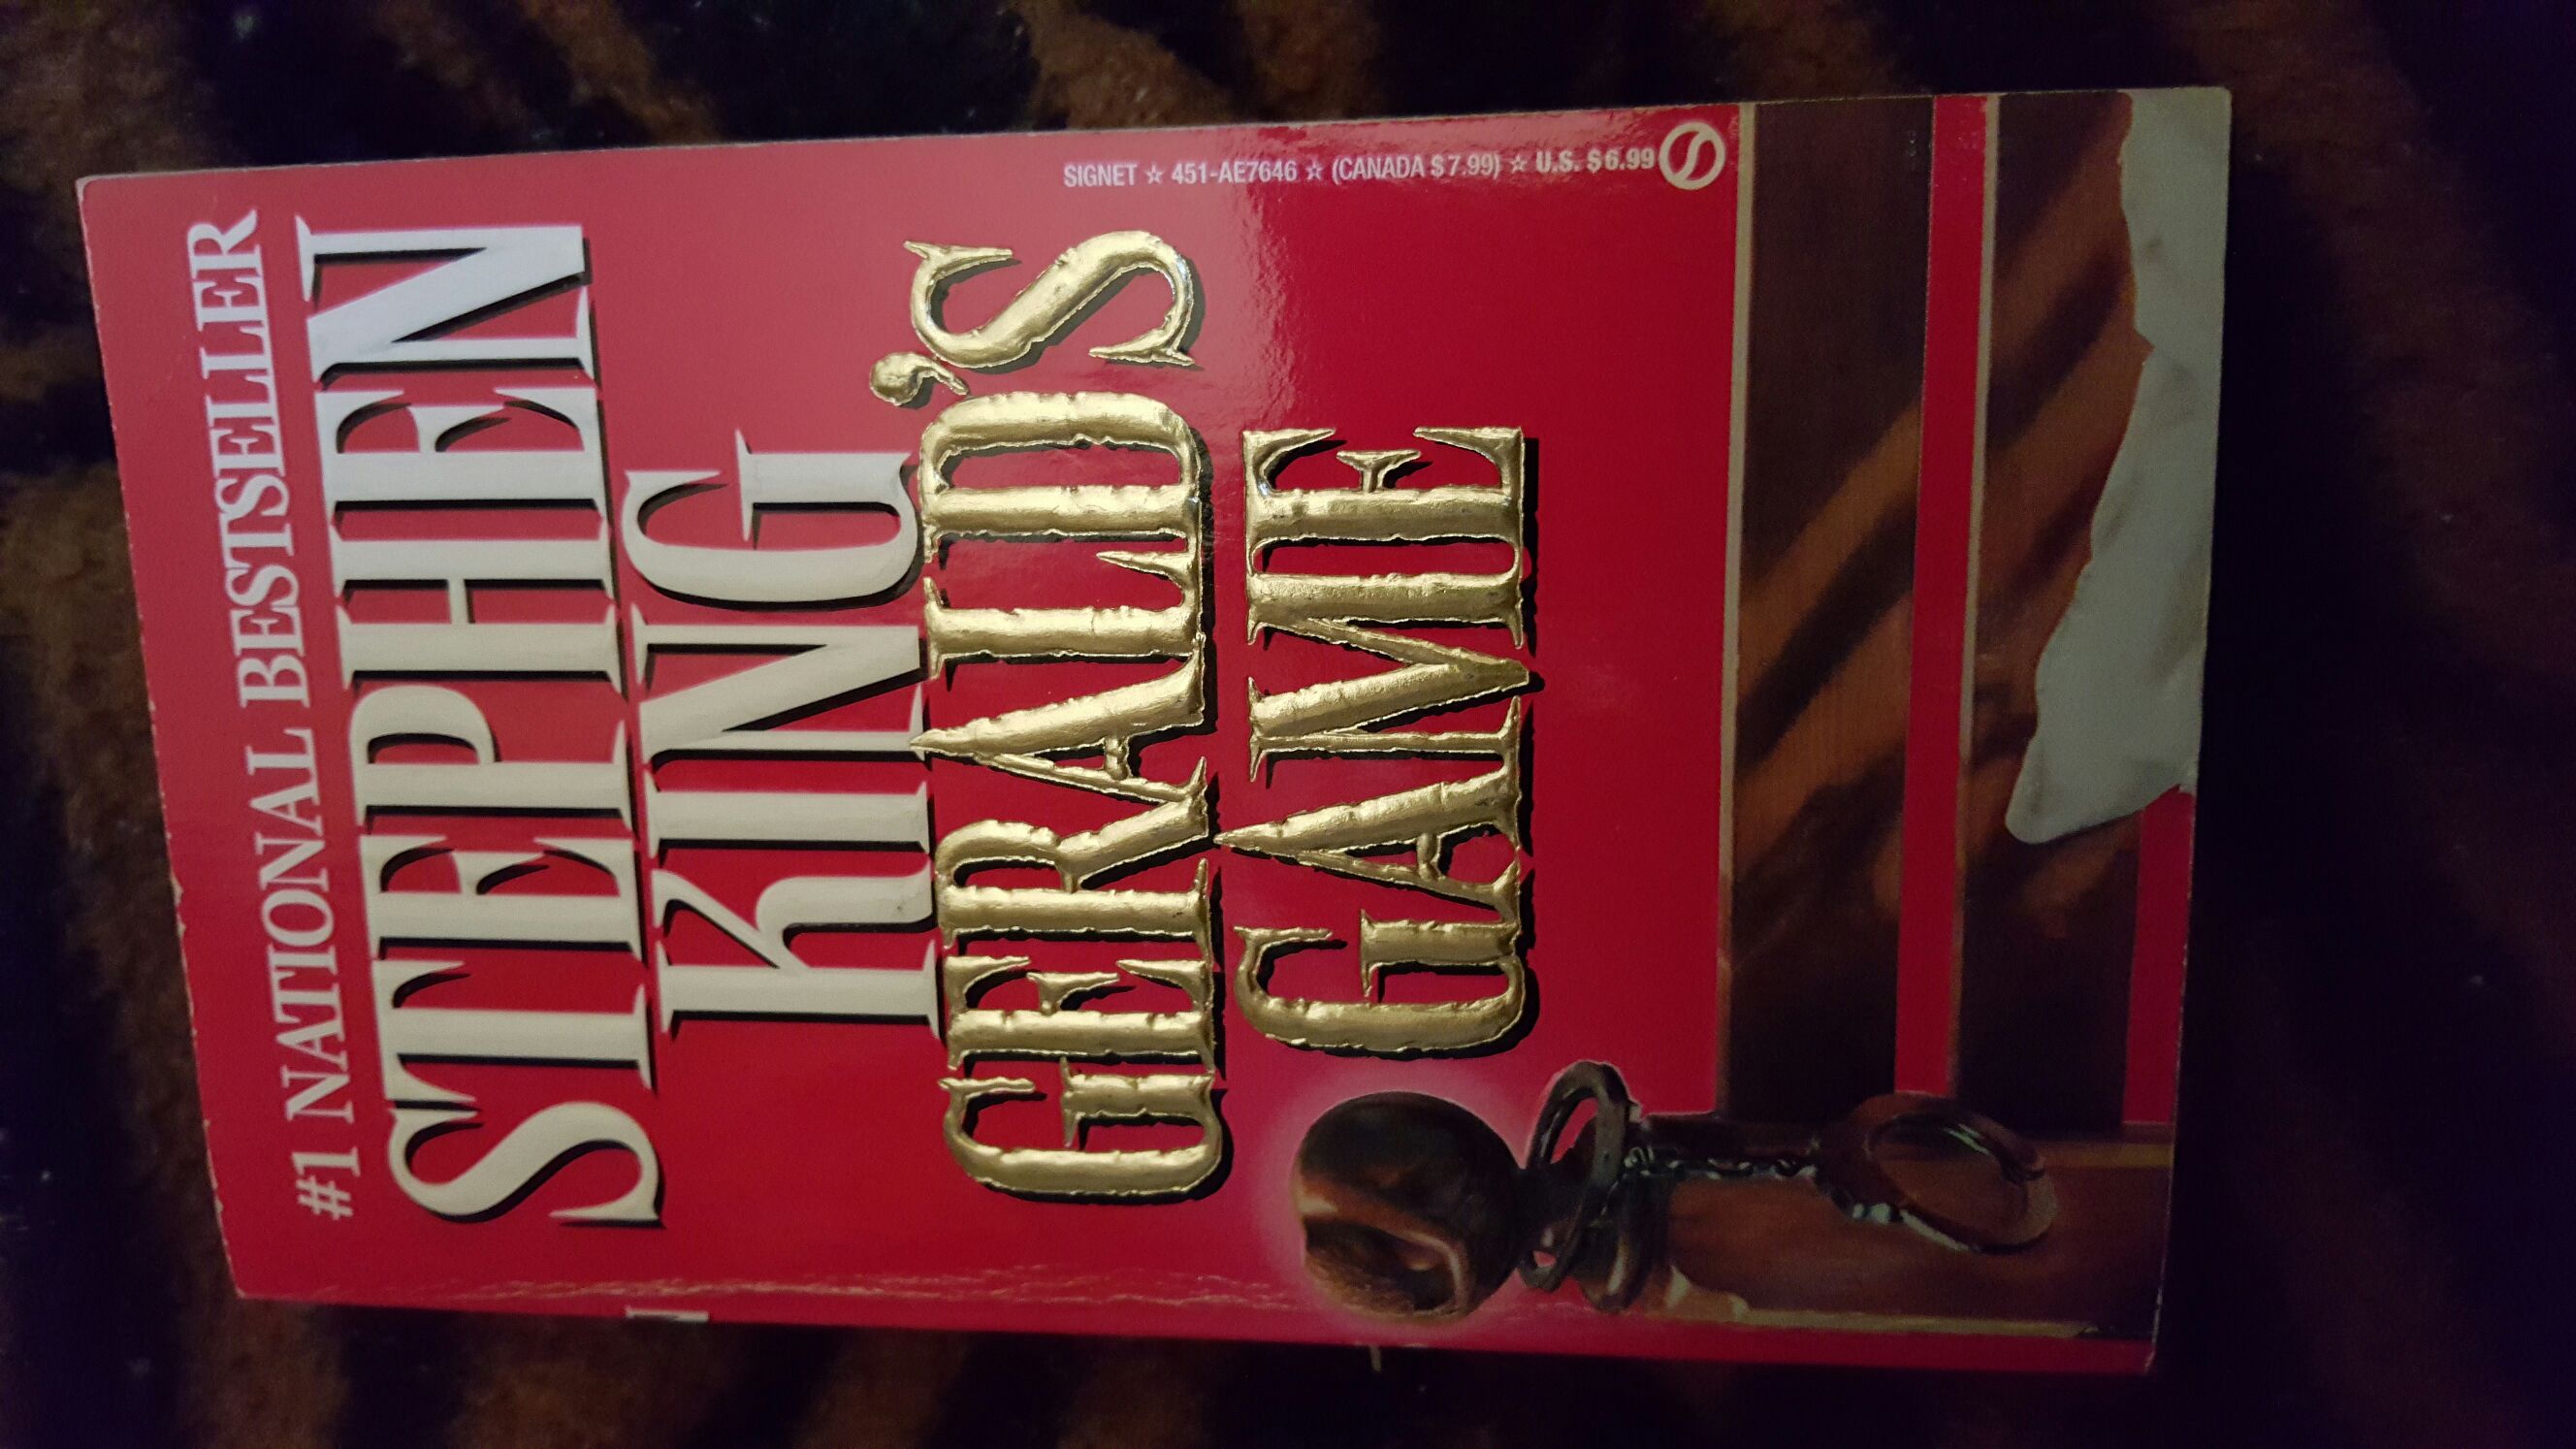 #1 NATIONAL BESTSELLER
STEPHEN
KING
GERALD'S
GAME
SIGNET ☆ 451-AE7646 ☆ (CANADA $7.99) ☆ U.S. $6.99